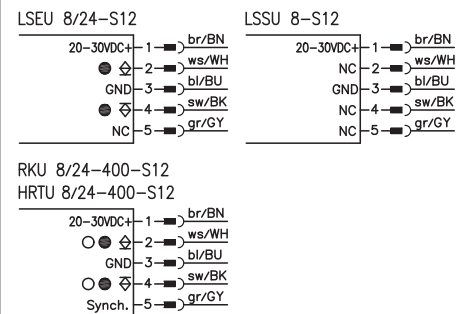 LSEU 8/24-S12
20-30VDC+ 1 br/BN
2 ws/WH
GND 3 bl/BU
4 sw/BK
NC 5 gr/GY
LSSU 8-S12
20-30VDC+ 1 br/BN
NC 2 ws/WH
GND 3 bl/BU
NC 4 sw/BK
NC 5 gr/GY
RKU 8/24-400-S12
HRTU 8/24-400-S12
20-30VDC+ 1 br/BN
2 ws/WH
GND 3 bl/BU
4 sw/BK
Synch. 5 gr/GY